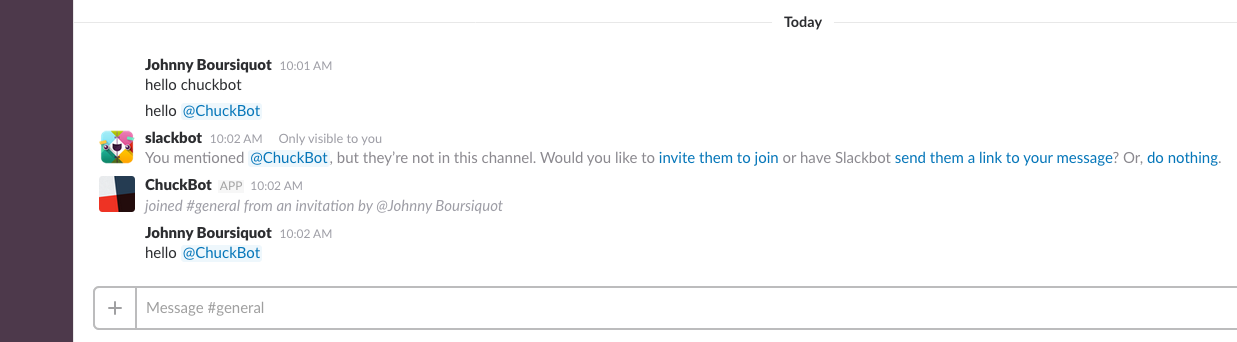 Today
Johnny Boursiquot 10:01 AM
hello chuckbot
hello @ChuckBot
slackbot 10:02 AM Only visible to you
You mentioned @ChuckBot, but they’re not in this channel. Would you like to invite them to join or have Slackbot send them a link to your message? Or, do nothing.
ChuckBot APP 10:02 AM
joined #general from an invitation by @Johnny Boursiquot
Johnny Boursiquot 10:02 AM
hello @ChuckBot
+ Message #general